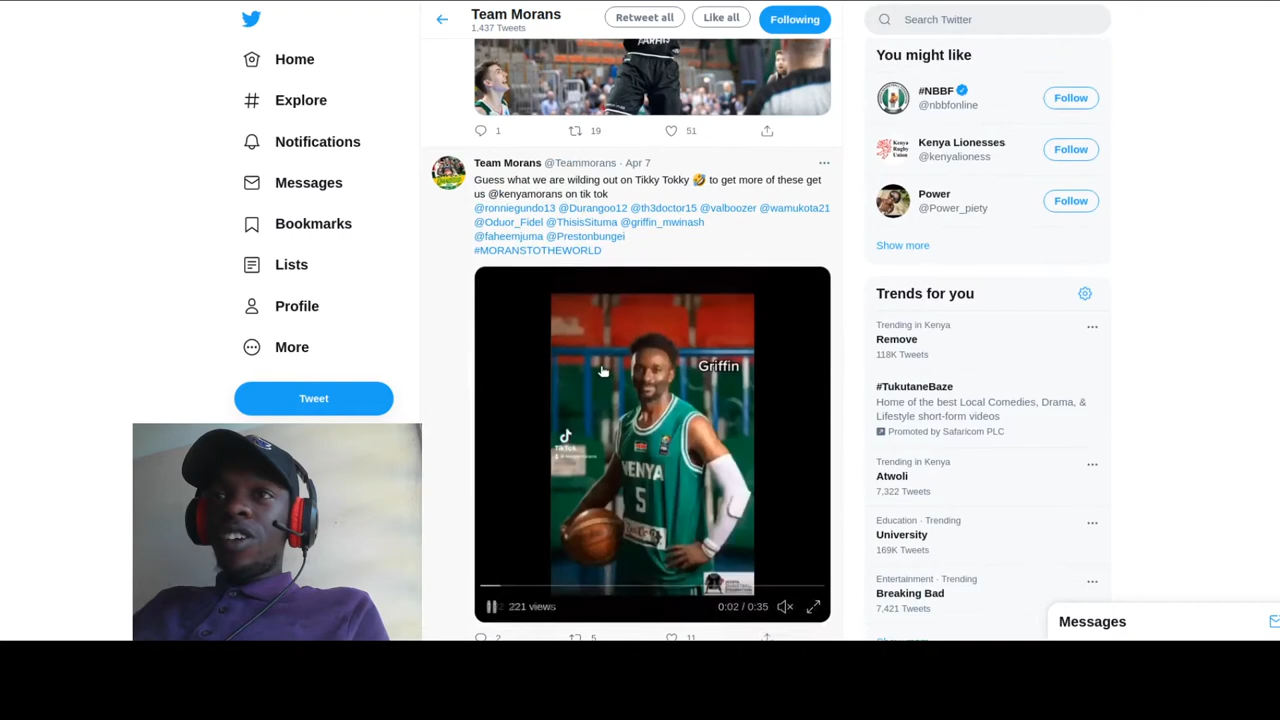 Home
Explore
Notifications
Messages
Bookmarks
Lists
Profile
More
Tweet
Team Morans
1,437 Tweets
Retweet all
Like all
Following
1
19
51
Team Morans @Teammorans · Apr 7
Guess what we are wilding out on Tikky Tokky 🤣 to get more of these get
us @kenyamorans on tik tok
@ronniegundo13 @Durangoo12 @th3doctor15 @valboozer @wamukota21
@Oduor_Fidel @ThisisSituma @griffin_mwinash
@faheemjuma @Prestonbungei
#MORANSTOTHEWORLD
Griffin
TikTok
KENYA
5
221 views
0:02 / 0:35
2
5
11
Search Twitter
You might like
#NBBF
@nbbfonline
Follow
Kenya Lionesses
@kenyalioness
Follow
Power
@Power_piety
Follow
Show more
Trends for you
Trending in Kenya
Remove
118K Tweets
#TukutaneBaze
Home of the best Local Comedies, Drama, &
Lifestyle short-form videos
Promoted by Safaricom PLC
Trending in Kenya
Atwoli
7,322 Tweets
Education · Trending
University
169K Tweets
Entertainment · Trending
Breaking Bad
7,421 Tweets
Messages